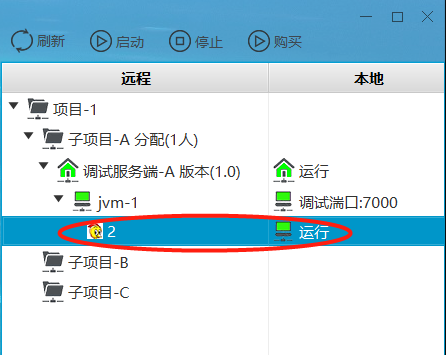 刷新 启动 停止 购买
远程 本地
项目-1
子项目-A 分配(1人)
调试服务端-A 版本(1.0) 运行
jvm-1 调试端口:7000
2 运行
子项目-B
子项目-C